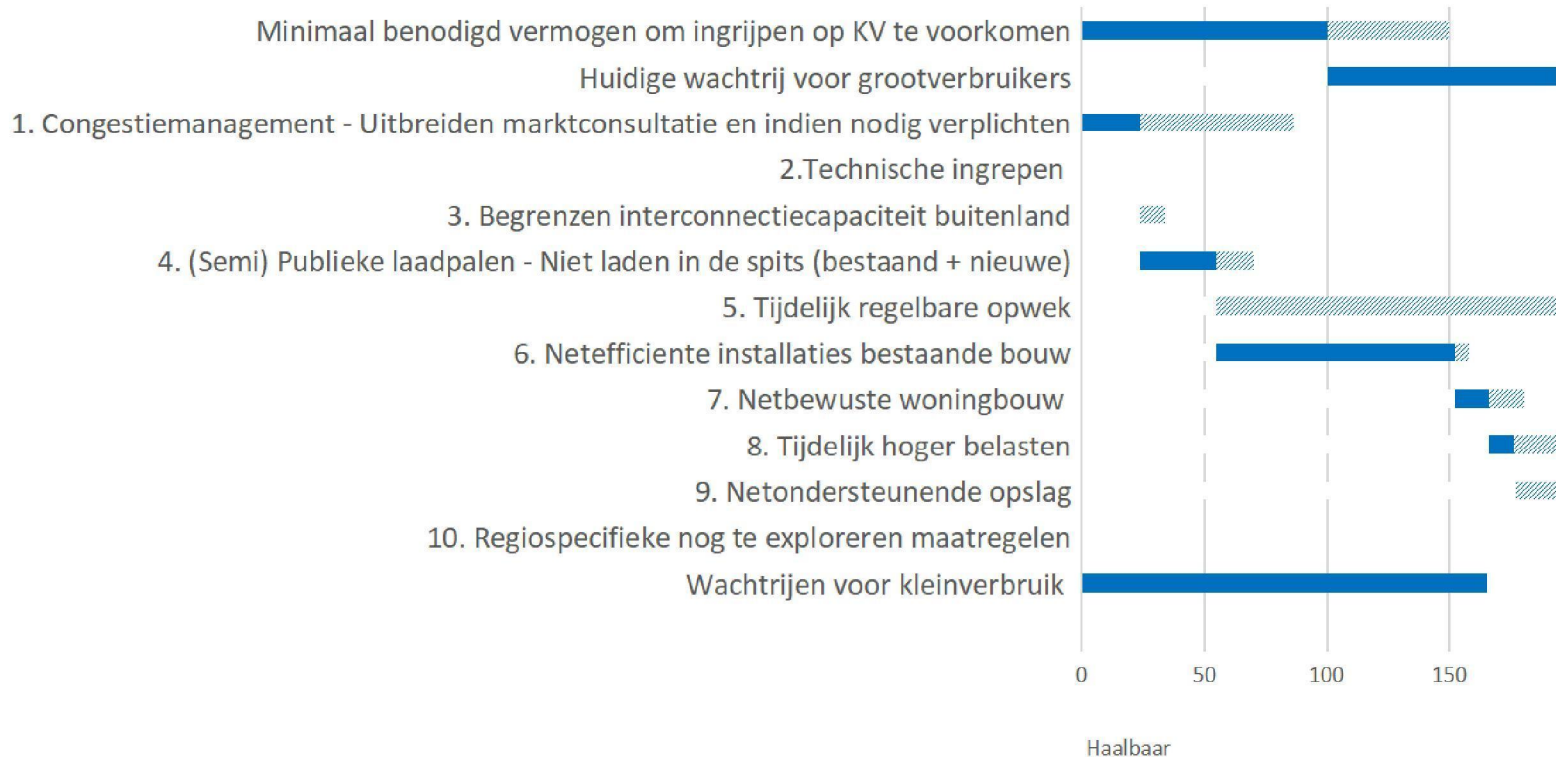 Minimaal benodigd vermogen om ingrijpen op KV te voorkomen
Huidige wachtrij voor grootverbruikers
1. Congestiemanagement - Uitbreiden marktconsultatie en indien nodig verplichten
2.Technische ingrepen
3. Begrenzen interconnectiecapaciteit buitenland
4. (Semi) Publieke laadpalen - Niet laden in de spits (bestaand + nieuwe)
5. Tijdelijk regelbare opwek
6. Netefficiente installaties bestaande bouw
7. Netbewuste woningbouw
8. Tijdelijk hoger belasten
9. Netondersteunende opslag
10. Regiospecifieke nog te exploreren maatregelen
Wachtrijen voor kleinverbruik
0 50 100 150
Haalbaar